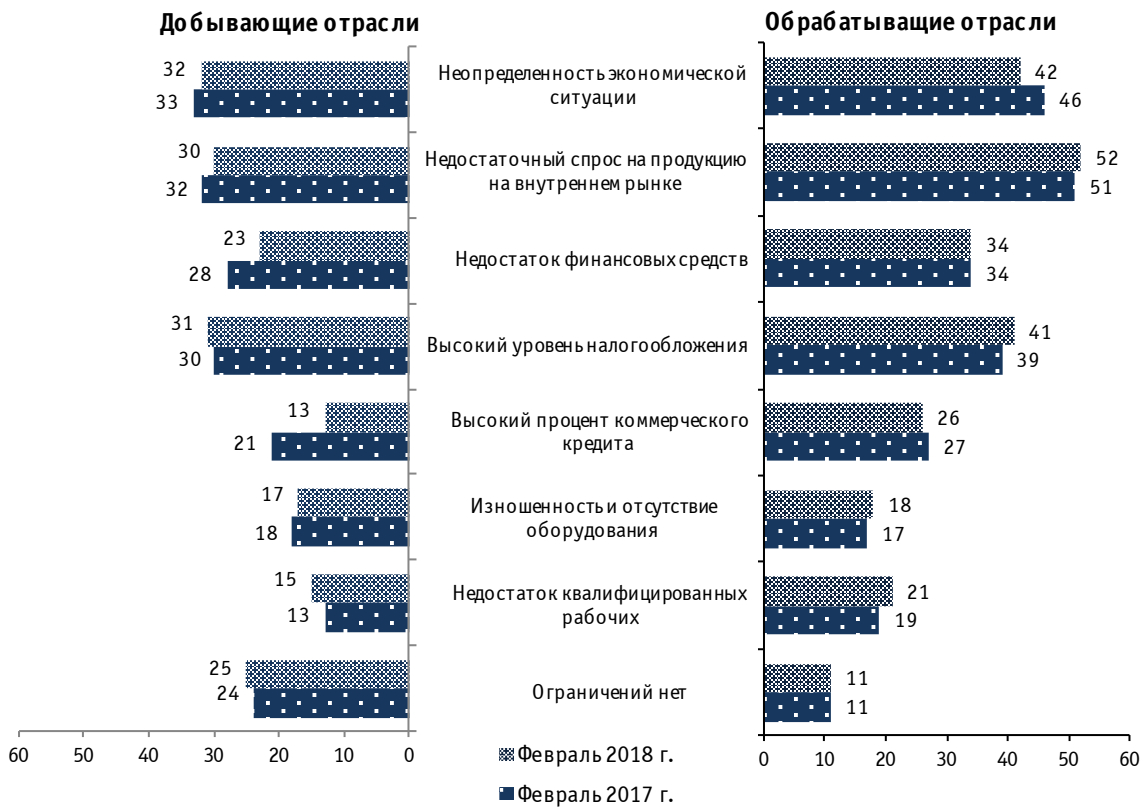 Добывающие отрасли
Обрабатыващие отрасли
32
33
Неопределенность экономической
ситуации
42
46
30
32
Недостаточный спрос на продукцию
на внутреннем рынке
52
51
23
28
Недостаток финансовых средств
34
34
31
30
Высокий уровень налогообложения
41
39
13
21
Высокий процент коммерческого
кредита
26
27
17
18
Изношенность и отсутствие
оборудования
18
17
15
13
Недостаток квалифицированных
рабочих
21
19
25
24
Ограничений нет
11
11
60 50 40 30 20 10 0
0 10 20 30 40 50 60
Февраль 2018 г.
Февраль 2017 г.